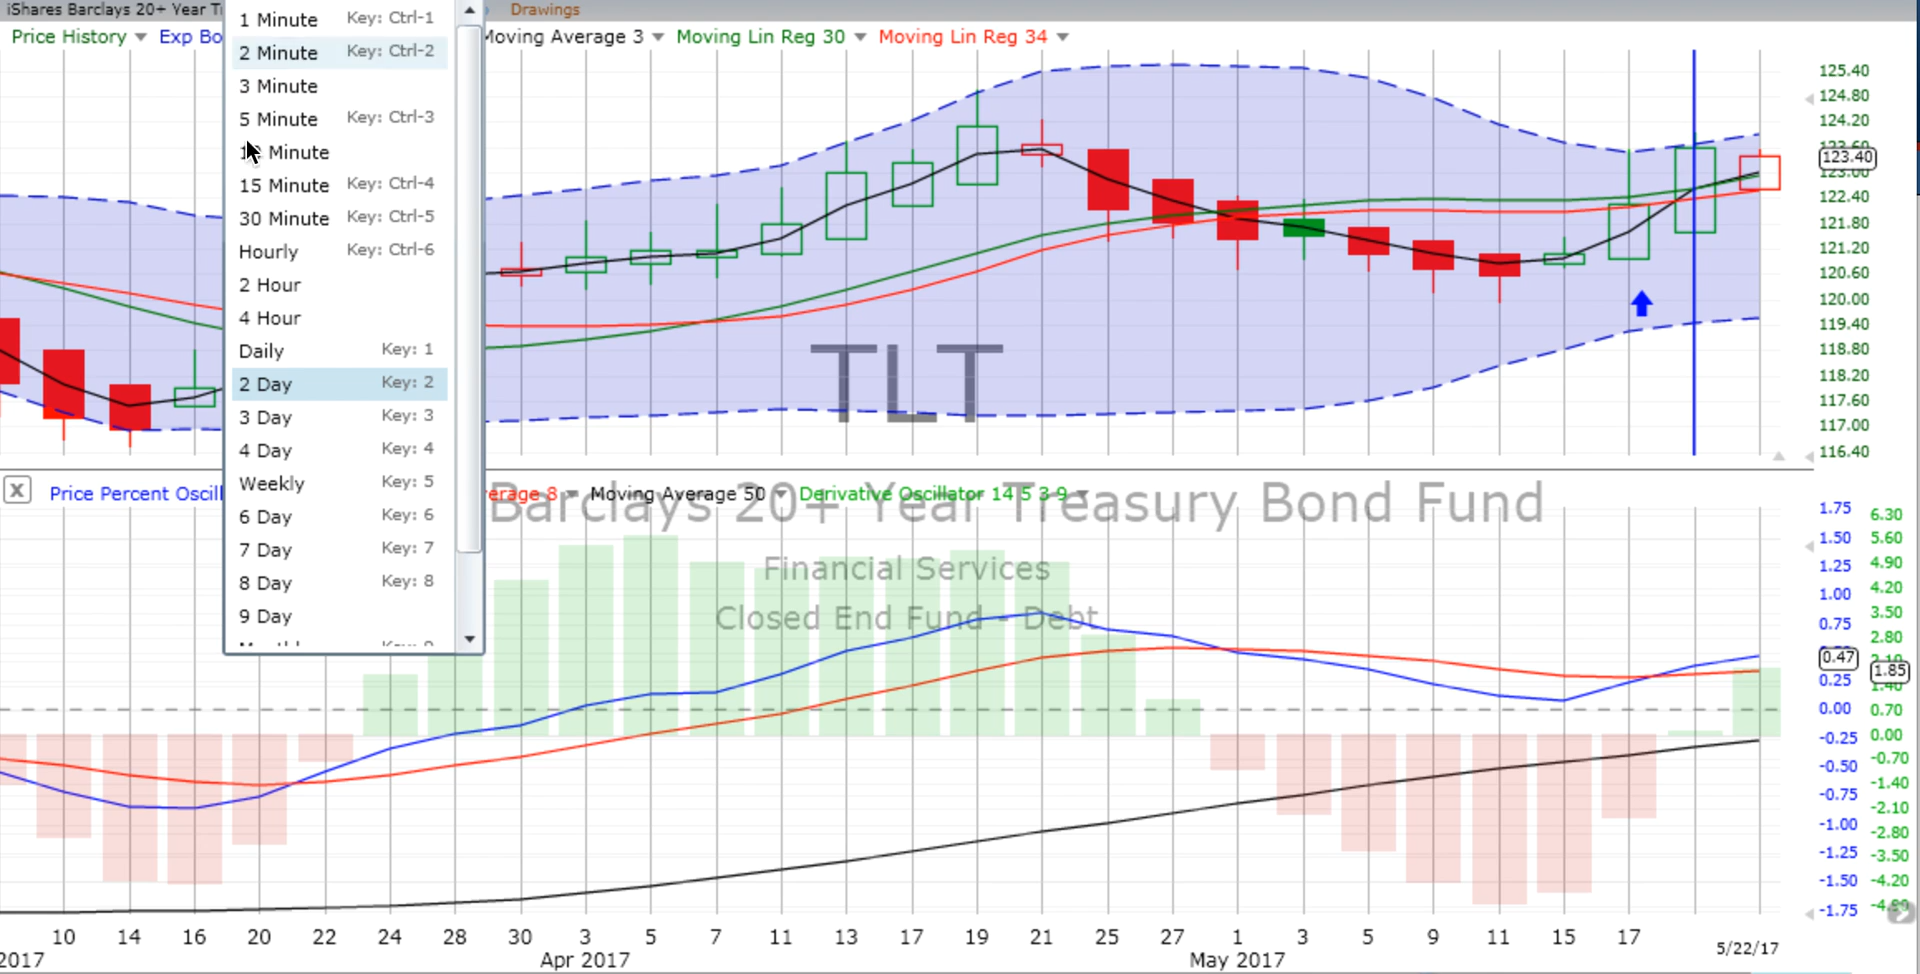 iShares Barclays 20+ Year Tr
Drawings
Price History
Exp Bo
Moving Average 3
Moving Lin Reg 30
Moving Lin Reg 34
1 Minute Key: Ctrl-1
2 Minute Key: Ctrl-2
3 Minute
5 Minute Key: Ctrl-3
Minute
15 Minute Key: Ctrl-4
30 Minute Key: Ctrl-5
Hourly Key: Ctrl-6
2 Hour
4 Hour
Daily Key: 1
2 Day Key: 2
3 Day Key: 3
4 Day Key: 4
Weekly Key: 5
6 Day Key: 6
7 Day Key: 7
8 Day Key: 8
9 Day
125.40
124.80
124.20
123.40
123.00
122.40
121.80
121.20
120.60
120.00
119.40
118.80
118.20
117.60
117.00
116.40
TLT
X
Price Percent Oscill
erage 8
Moving Average 50
Derivative Oscillator 14 5 3 9
Barclays 20+ Year Treasury Bond Fund
Financial Services
Closed End Fund - Debt
1.75
1.50
1.25
1.00
0.75
0.47
0.25
0.00
-0.25
-0.50
-0.75
-1.00
-1.25
-1.50
-1.75
6.30
5.60
4.90
4.20
3.50
2.80
2.10
1.85
1.40
0.70
0.00
-0.70
-1.40
-2.10
-2.80
-3.50
-4.20
10 14 16 20 22 24 28 30 3 5 7 11 13 17 19 21 25 27 1 3 5 9 11 15 17
5/22/17
2017
Apr 2017
May 2017